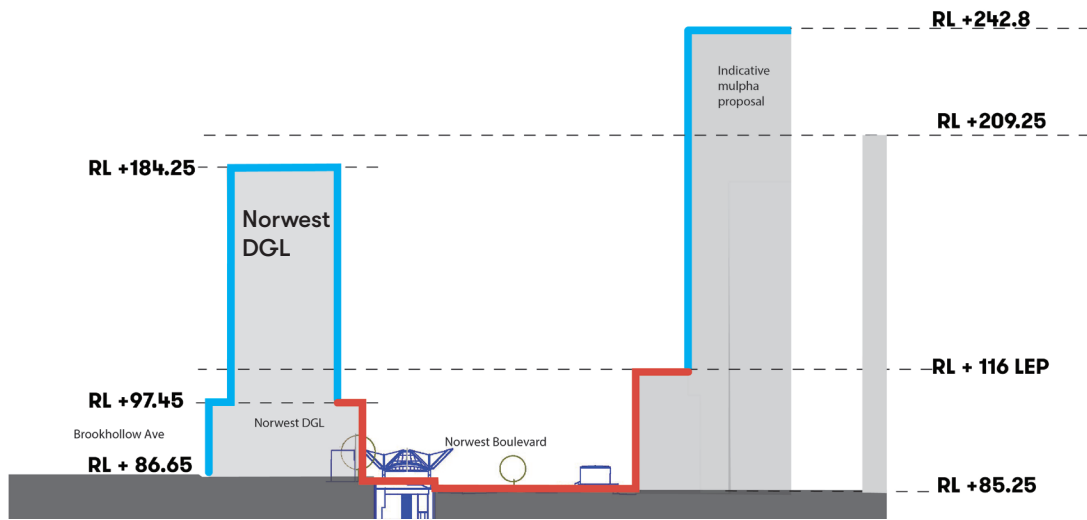 RL +242.8
Indicative
mulpha
proposal
RL +209.25
RL +184.25
Norwest
DGL
RL + 116 LEP
RL +97.45
Norwest DGL
Brookhollow Ave
Norwest Boulevard
RL + 86.65
RL +85.25